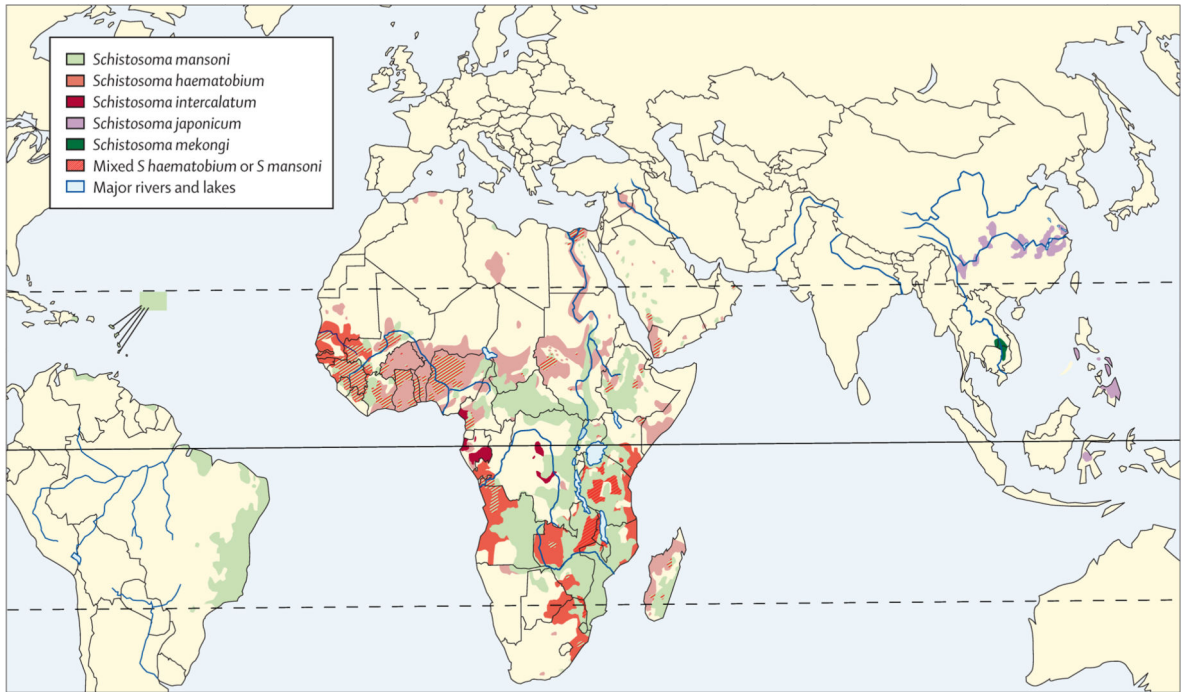 Schistosoma mansoni
Schistosoma haematobium
Schistosoma intercalatum
Schistosoma japonicum
Schistosoma mekongi
Mixed S haematobium or S mansoni
Major rivers and lakes